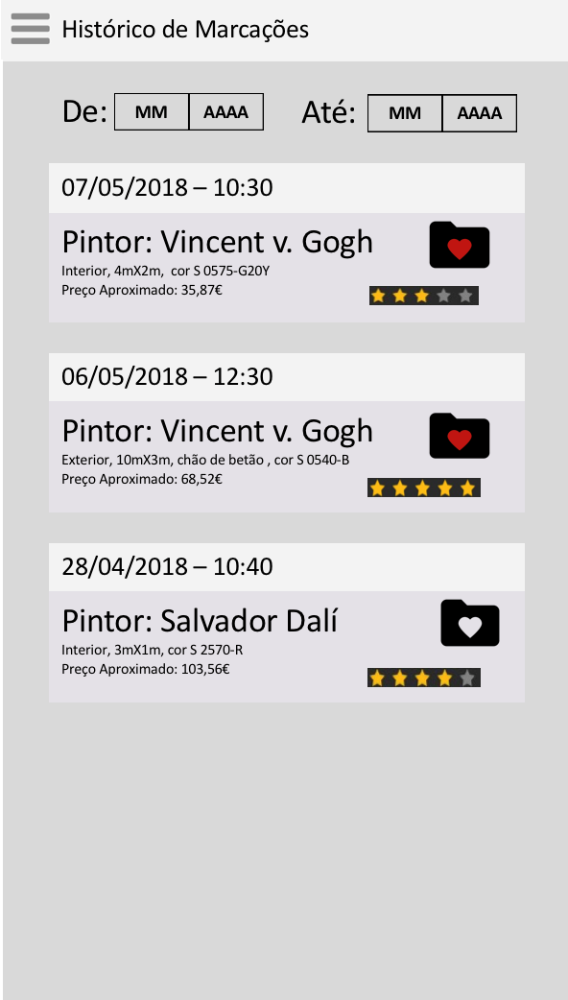 Histórico de Marcações
De: MM AAAA Até: MM AAAA
07/05/2018 – 10:30
Pintor: Vincent v. Gogh
Interior, 4mX2m, cor S 0575-G20Y
Preço Aproximado: 35,87€
06/05/2018 – 12:30
Pintor: Vincent v. Gogh
Exterior, 10mX3m, chão de betão , cor S 0540-B
Preço Aproximado: 68,52€
28/04/2018 – 10:40
Pintor: Salvador Dalí
Interior, 3mX1m, cor S 2570-R
Preço Aproximado: 103,56€